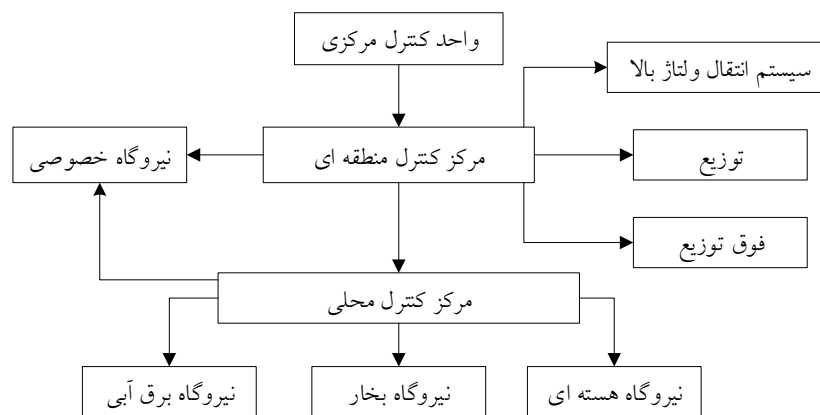 واحد کنترل مرکزی
سیستم انتقال ولتاژ بالا
نیروگاه خصوصی
مرکز کنترل منطقه ای
توزیع
فوق توزیع
مرکز کنترل محلی
نیروگاه هسته ای
نیروگاه بخار
نیروگاه برق آبی